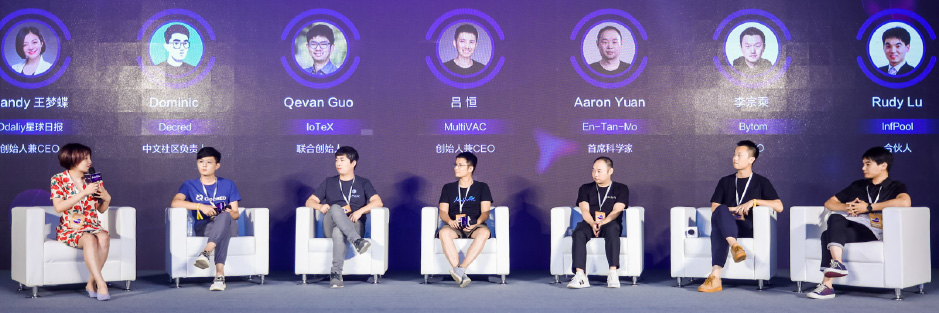 andy 王梦蝶
Odaily星球日报
创始人兼CEO
Dominic
Decred
中文社区负责人
Qevan Guo
IoTeX
联合创始人
吕 恒
MultiVAC
创始人兼CEO
Aaron Yuan
En-Tan-Mo
首席科学家
李宗乘
Bytom
Rudy Lu
InfPool
合伙人